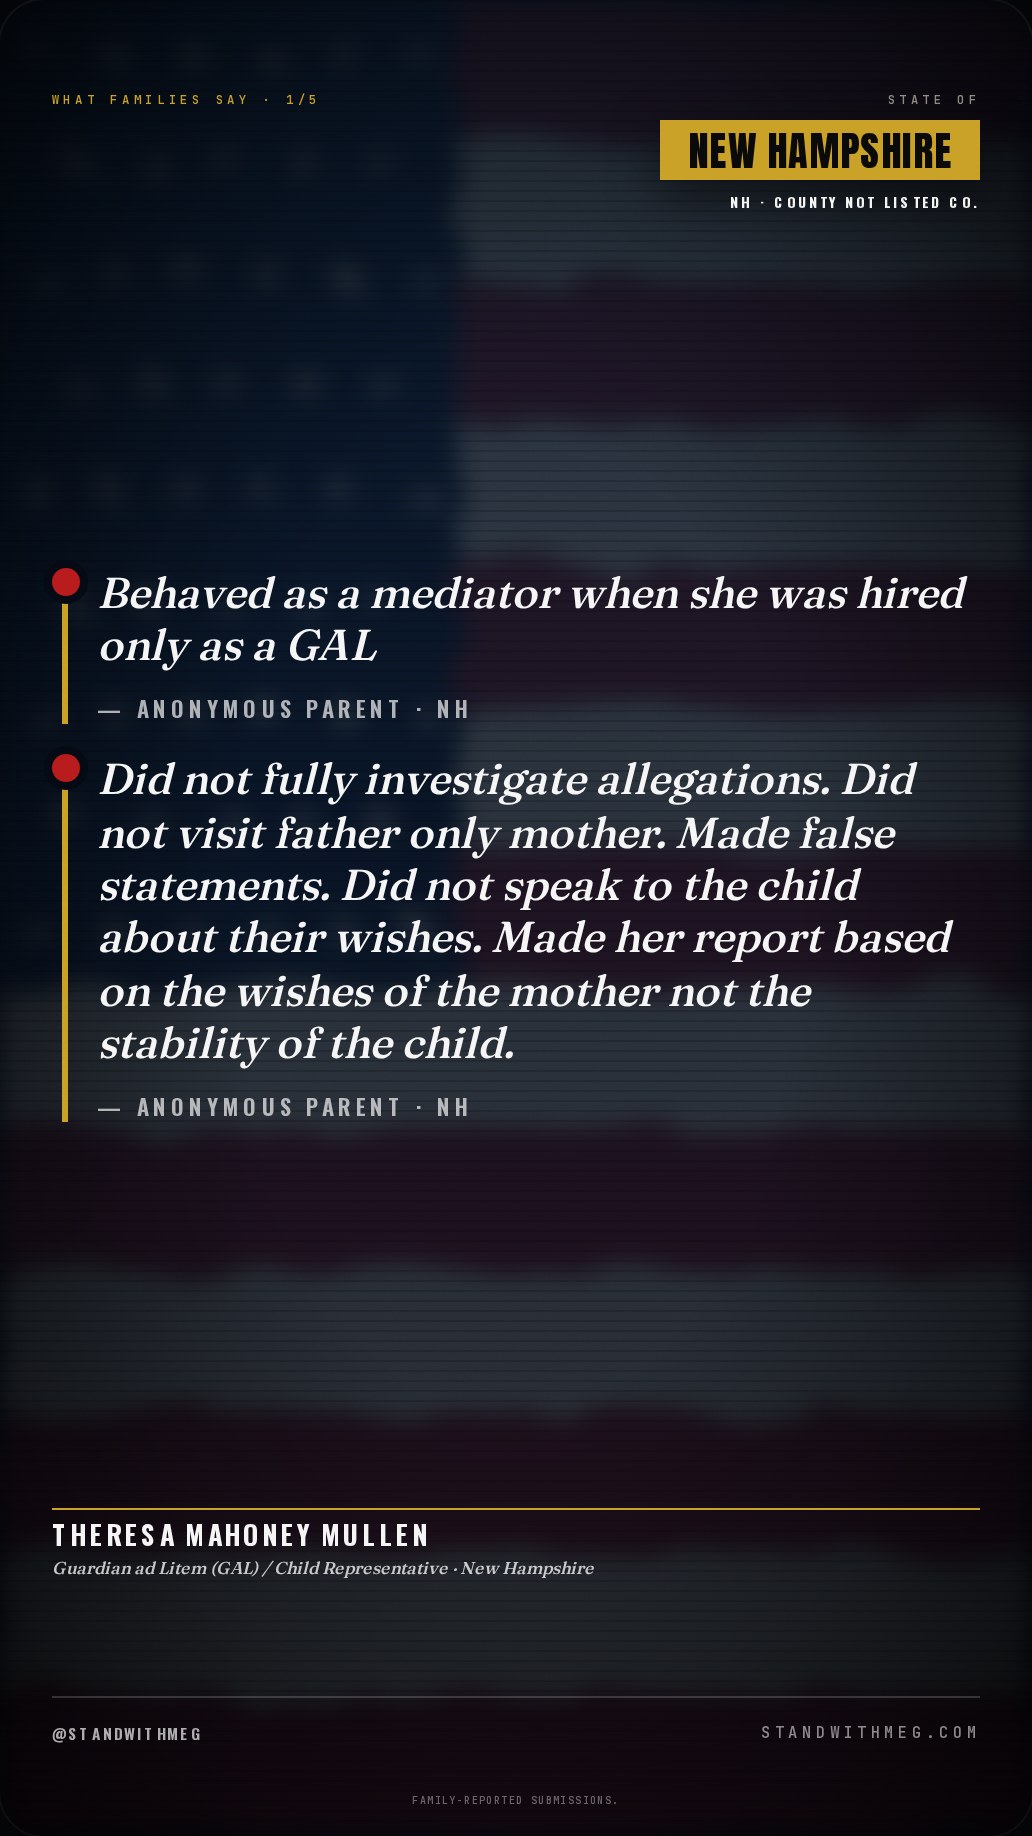 WHAT FAMILIES SAY · 1/5
STATE OF
NEW HAMPSHIRE
NH · COUNTY NOT LISTED CO.
Behaved as a mediator when she was hired
only as a GAL
— ANONYMOUS PARENT · NH
Did not fully investigate allegations. Did
not visit father only mother. Made false
statements. Did not speak to the child
about their wishes. Made her report based
on the wishes of the mother not the
stability of the child.
— ANONYMOUS PARENT · NH
THERESA MAHONEY MULLEN
Guardian ad Litem (GAL) / Child Representative · New Hampshire
@STANDWITHMEG
STANDWITHMEG.COM
FAMILY-REPORTED SUBMISSIONS.